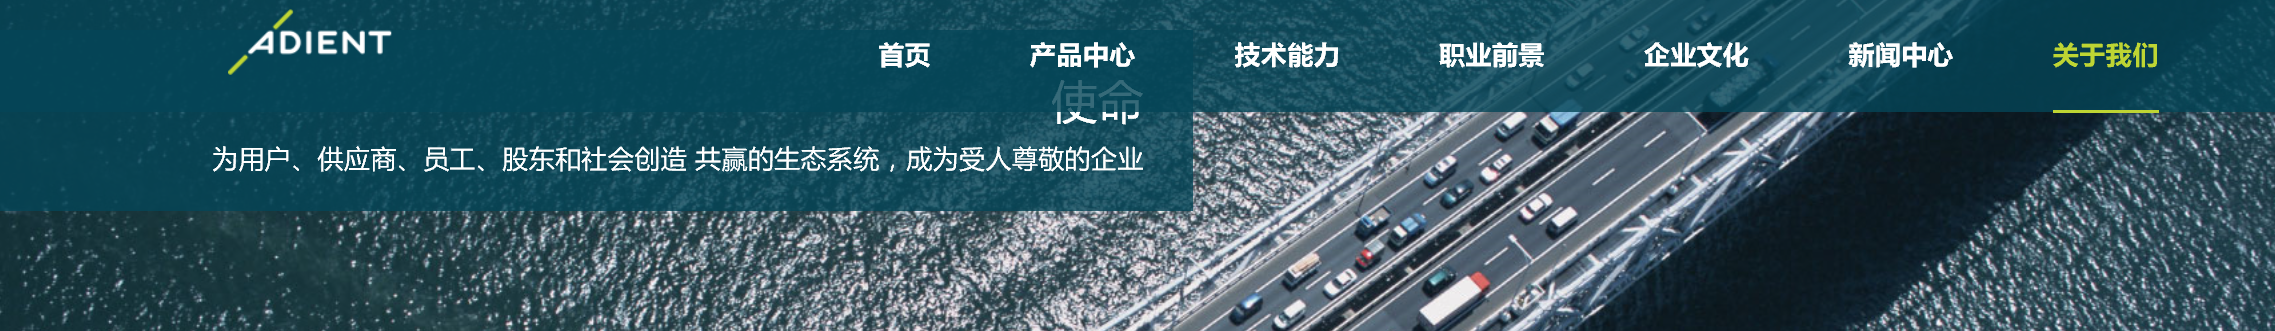 ADIENT
首页 产品中心 技术能力 职业前景 企业文化 新闻中心 关于我们
使命
为用户、供应商、员工、股东和社会创造 共赢的生态系统，成为受人尊敬的企业